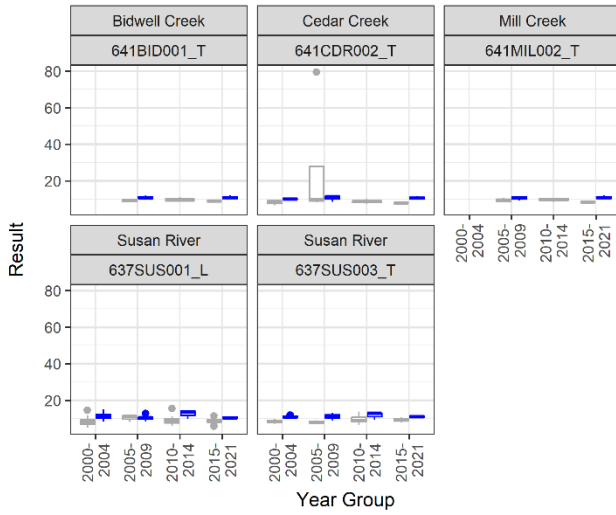 Bidwell Creek
Cedar Creek
Mill Creek
641BID001_T
641CDR002_T
641MIL002_T
80
60
40
20
Susan River
Susan River
637SUS001_L
637SUS003_T
80
60
40
20
2000-
2004
2005-
2009
2010-
2014
2015-
2021
2000-
2004
2005-
2009
2010-
2014
2015-
2021
2000-
2004
2005-
2009
2010-
2014
2015-
2021
Result
Year Group